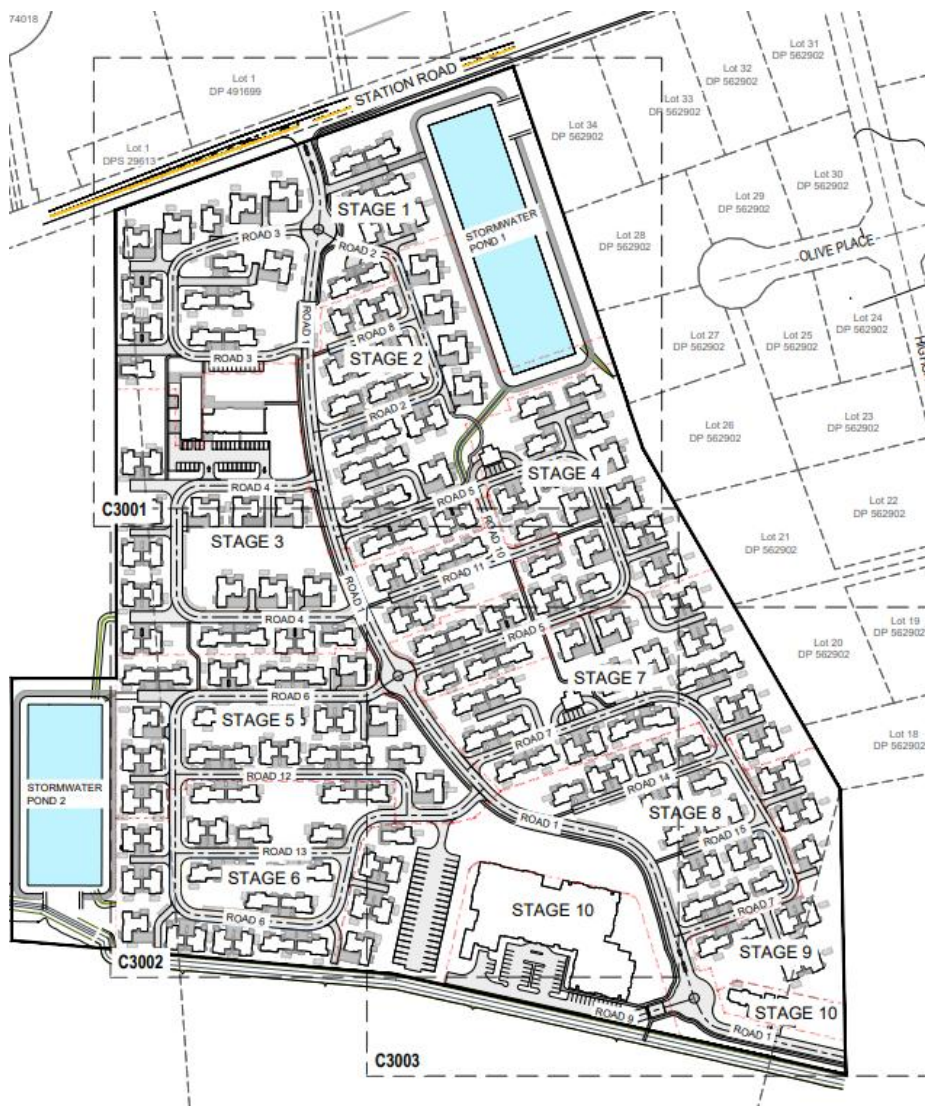 74018
Lot 1
DP 491699
STATION ROAD
Lot 1
DPS 29613
Lot 31
DP 562902
Lot 32
DP 562902
Lot 33
DP 562902
Lot 34
DP 562902
Lot 30
DP 562902
Lot 29
DP 562902
Lot 28
DP 562902
OLIVE PLACE
Lot 27
DP 562902
Lot 25
DP 562902
Lot 24
DP 562902
Lot 26
DP 562902
Lot 23
DP 562902
Lot 22
DP 562902
Lot 21
DP 562902
Lot 20
DP 562902
Lot 19
DP 562902
Lot 18
DP 562902
STAGE 1
STORMWATER
POND 1
ROAD 3
ROAD 2
ROAD 1
ROAD 8
STAGE 2
ROAD 3
ROAD 2
STAGE 4
ROAD 4
ROAD 5
C3001
STAGE 3
ROAD 10
ROAD 11
ROAD 1
ROAD 4
ROAD 5
STAGE 7
ROAD 6
STAGE 5
ROAD 7
ROAD 12
ROAD 14
STORMWATER
POND 2
STAGE 8
ROAD 1
ROAD 15
ROAD 13
STAGE 6
ROAD 6
STAGE 10
ROAD 7
STAGE 9
C3002
STAGE 10
ROAD 9
ROAD 1
C3003